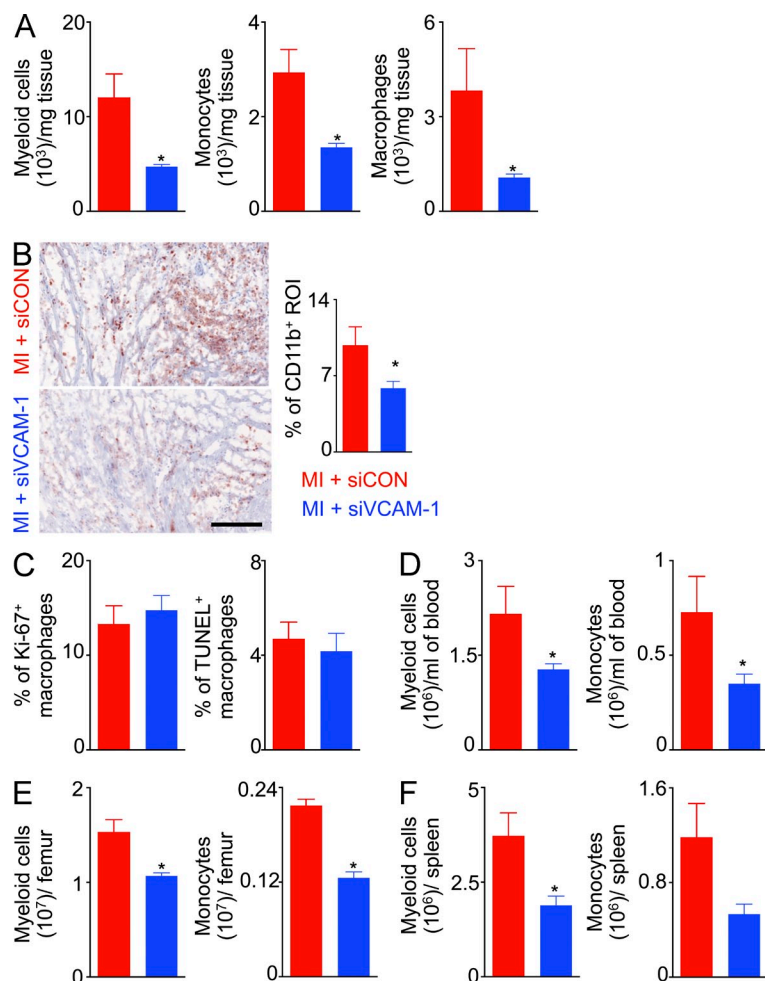 A
Myeloid cells
(10³)/mg tissue
20
10
0
*
Monocytes
(10³)/mg tissue
4
2
0
*
Macrophages
(10³)/mg tissue
6
3
0
*
B
MI + siCON
MI + siVCAM-1
% of CD11b⁺ ROI
14
7
0
*
MI + siCON
MI + siVCAM-1
C
% of Ki-67⁺
macrophages
20
10
0
% of TUNEL⁺
macrophages
8
4
0
D
Myeloid cells
(10⁶)/ml of blood
3
1.5
0
*
Monocytes
(10⁶)/ml of blood
1
0.5
0
*
E
Myeloid cells
(10⁷)/ femur
2
1
0
*
Monocytes
(10⁷)/ femur
0.24
0.12
0
*
F
Myeloid cells
(10⁶)/ spleen
5
2.5
0
*
Monocytes
(10⁶)/ spleen
1.6
0.8
0